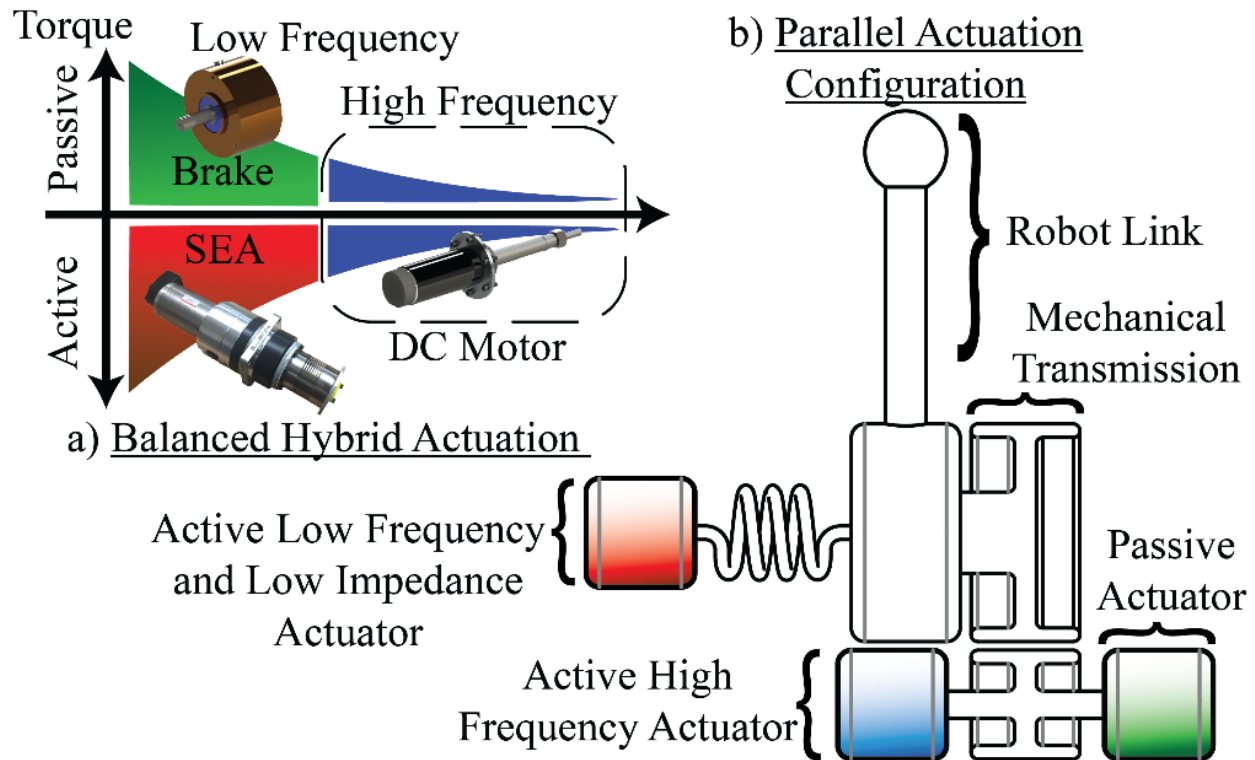 Torque
Passive
Active
Low Frequency
Brake
High Frequency
SEA
DC Motor
a) Balanced Hybrid Actuation
b) Parallel Actuation
Configuration
Robot Link
Mechanical
Transmission
Active Low Frequency
and Low Impedance
Actuator
Passive
Actuator
Active High
Frequency Actuator